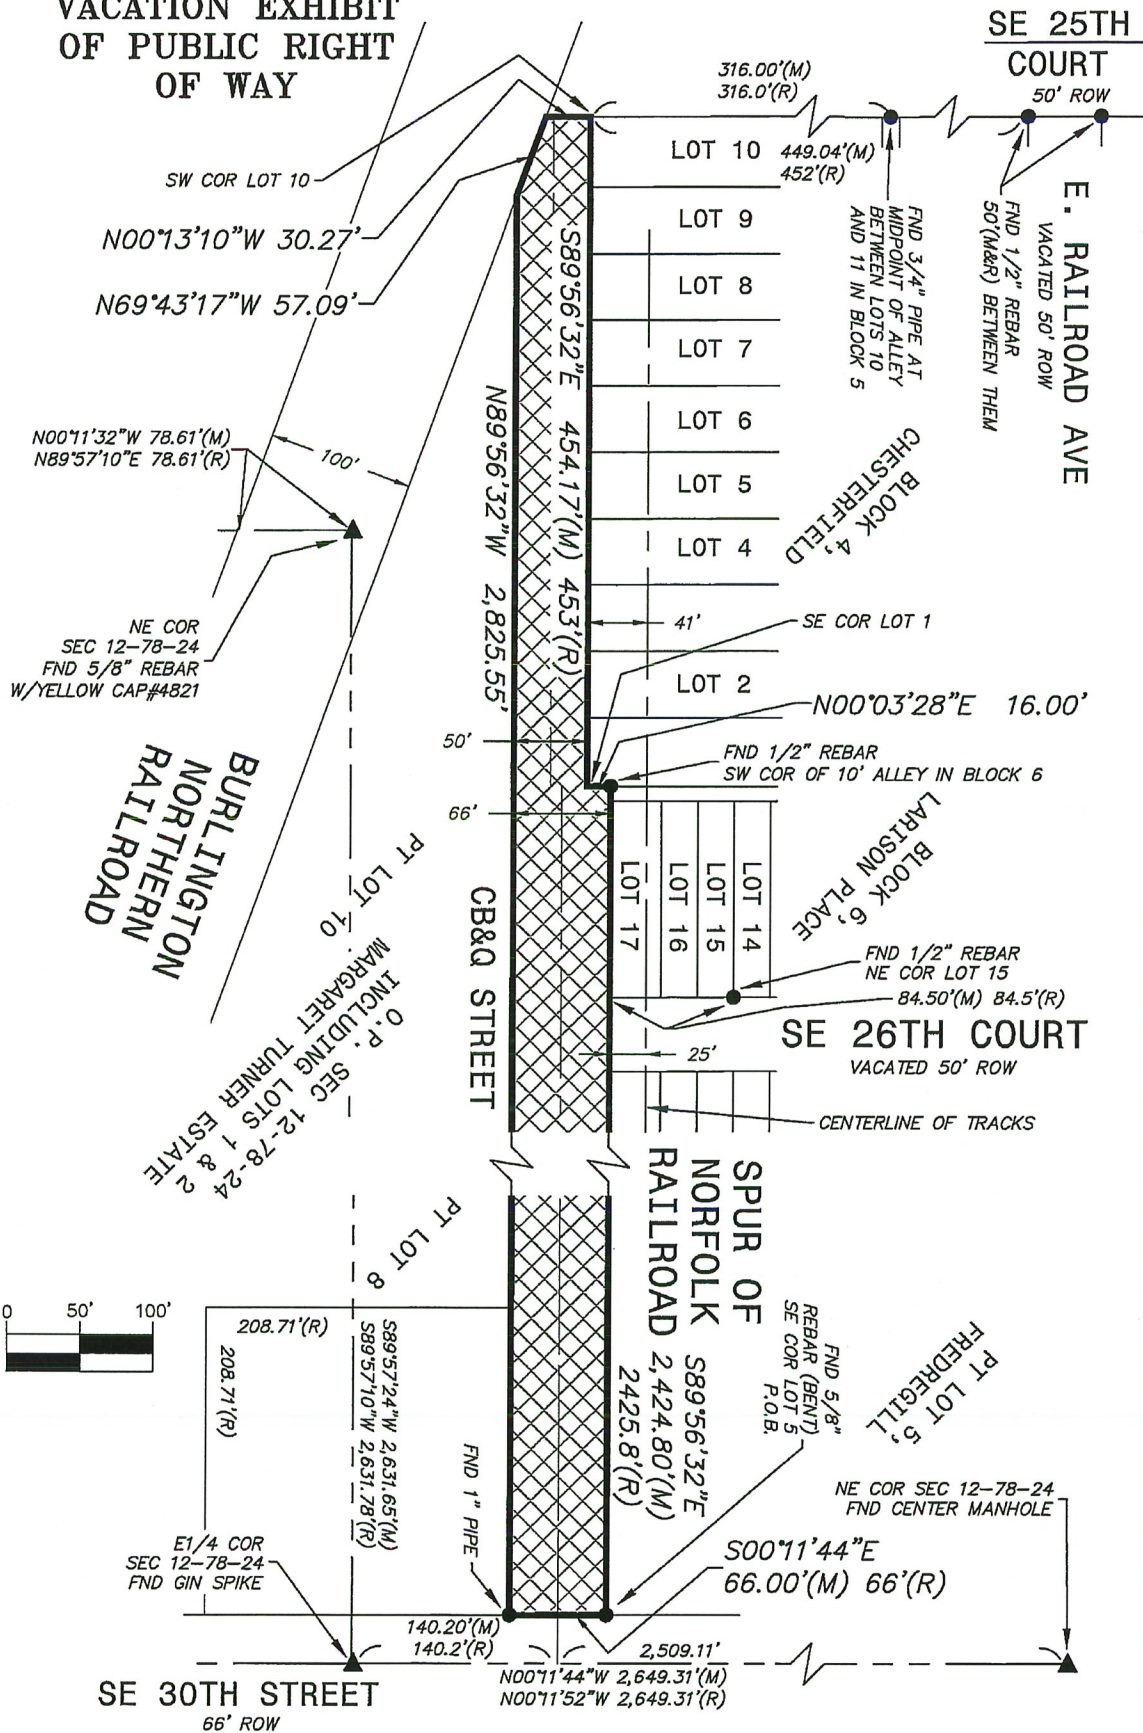 VACATION EXHIBIT
OF PUBLIC RIGHT
OF WAY
SE 25TH
COURT
50' ROW
316.00'(M)
316.0'(R)
SW COR LOT 10
N00°13'10"W 30.27'
N69°43'17"W 57.09'
LOT 10
449.04'(M)
452'(R)
LOT 9
LOT 8
LOT 7
LOT 6
LOT 5
LOT 4
LOT 2
FND 3/4" PIPE AT
MIDPOINT OF ALLEY
BETWEEN LOTS 10
AND 11 IN BLOCK 5
FND 1/2" REBAR
50'(M&R) BETWEEN THEM
E. RAILROAD AVE
VACATED 50' ROW
BLOCK 4,
CHESTERFIELD
S89°56'32"E 454.17'(M) 453'(R)
N89°56'32"W 2,825.55'
N00°11'32"W 78.61'(M)
N89°57'10"E 78.61'(R)
100'
NE COR
SEC 12-78-24
FND 5/8" REBAR
W/YELLOW CAP#4821
41'
SE COR LOT 1
N00°03'28"E 16.00'
50'
FND 1/2" REBAR
SW COR OF 10' ALLEY IN BLOCK 6
66'
BURLINGTON
NORTHERN
RAILROAD
BLOCK 6,
LARISON PLACE
LOT 17
LOT 16
LOT 15
LOT 14
FND 1/2" REBAR
NE COR LOT 15
84.50'(M) 84.5'(R)
SE 26TH COURT
VACATED 50' ROW
25'
CENTERLINE OF TRACKS
CB&Q STREET
PT LOT 10
O.P. SEC 12-78-24
INCLUDING LOTS 1 & 2
MARGARET TURNER ESTATE
PT LOT 8
SPUR OF
NORFOLK
RAILROAD
0 50' 100'
208.71'(R)
208.71'(R)
S89°57'24"W 2,631.65'(M)
S89°57'10"W 2,631.78'(R)
S89°56'32"E
2,424.80'(M)
2425.8'(R)
FND 5/8"
REBAR (BENT)
SE COR LOT 5
P.O.B.
PT LOT 5,
FREDREGILL
FND 1" PIPE
NE COR SEC 12-78-24
FND CENTER MANHOLE
E1/4 COR
SEC 12-78-24
FND GIN SPIKE
S00°11'44"E
66.00'(M) 66'(R)
140.20'(M)
140.2'(R)
2,509.11'
N00°11'44"W 2,649.31'(M)
N00°11'52"W 2,649.31'(R)
SE 30TH STREET
66' ROW